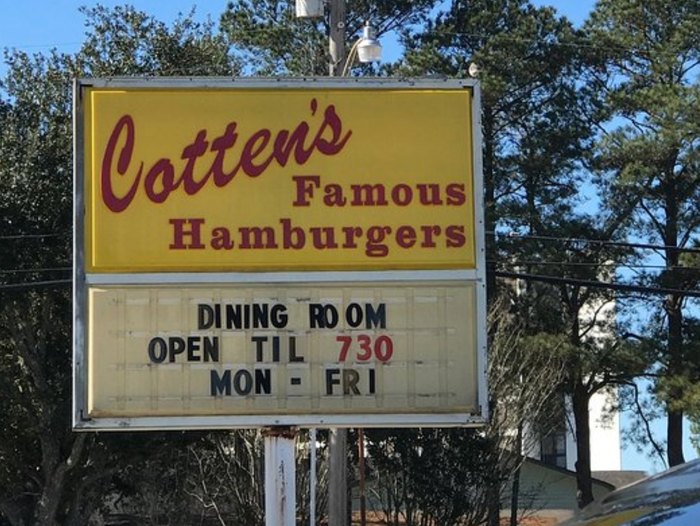 Cotten's
Famous
Hamburgers
DINING ROOM
OPEN TIL 730
MON - FRI